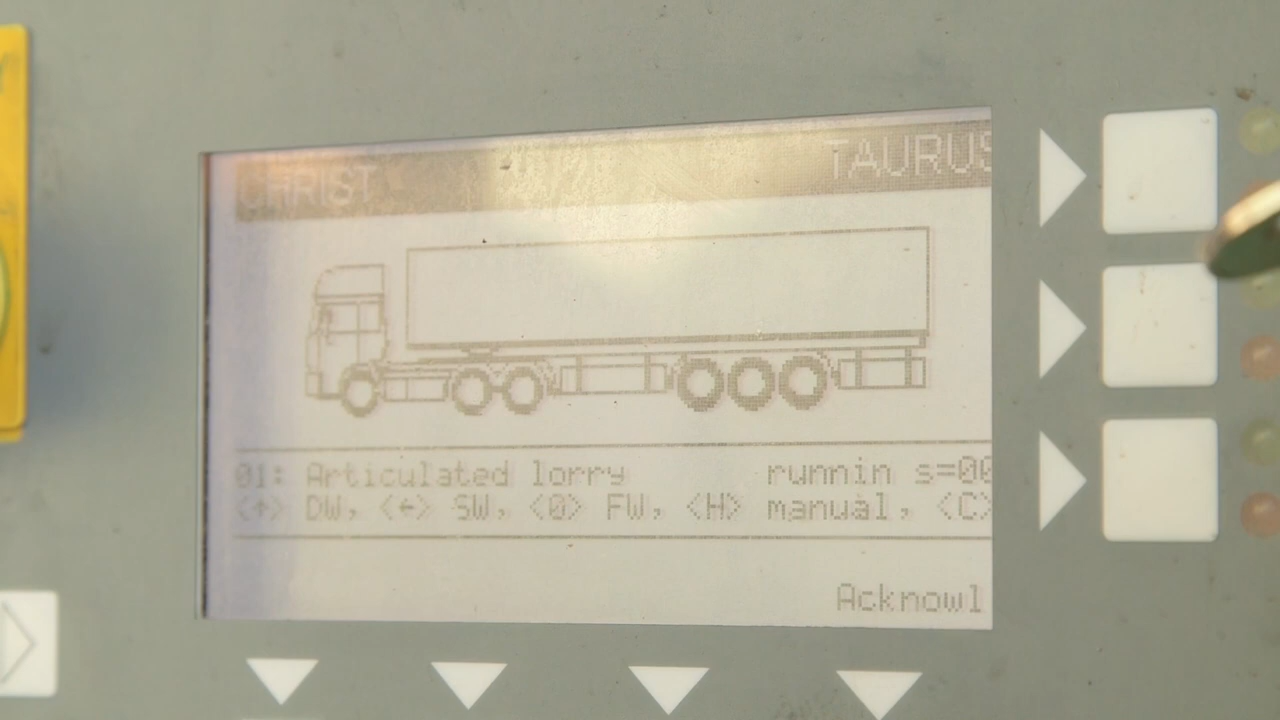 CHRIST TAURUS
01: Articulated lorry runnin s=00
<↑> DW, <←> SW, <0> FW, <H> manual, <C>
Acknowl